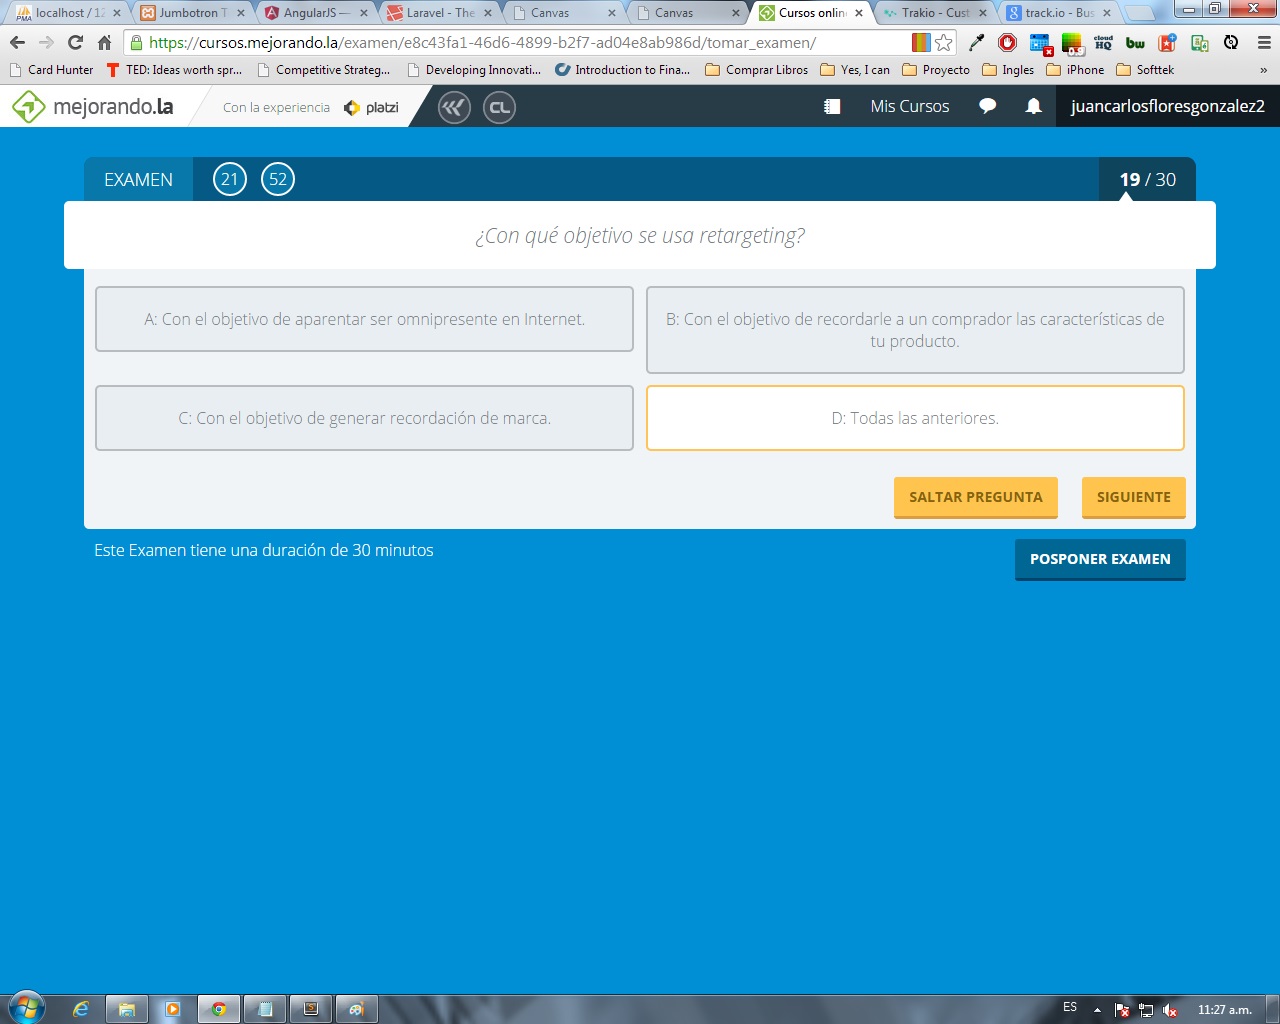 localhost / 12
Jumbotron T
AngularJS —
Laravel - The
Canvas
Canvas
Cursos onlin
Trakio - Cust
track.io - Bus
https://cursos.mejorando.la/examen/e8c43fa1-46d6-4899-b2f7-ad04e8ab986d/tomar_examen/
cloud HQ
bw
Card Hunter
TED: Ideas worth spr...
Competitive Strateg...
Developing Innovati...
Introduction to Fina...
Comprar Libros
Yes, I can
Proyecto
Ingles
iPhone
Softtek
»
mejorando.la
Con la experiencia
platzi
CL
Mis Cursos
juancarlosfloresgonzalez2
EXAMEN
21
52
19 / 30
¿Con qué objetivo se usa retargeting?
A: Con el objetivo de aparentar ser omnipresente en Internet.
B: Con el objetivo de recordarle a un comprador las características de
tu producto.
C: Con el objetivo de generar recordación de marca.
D: Todas las anteriores.
SALTAR PREGUNTA
SIGUIENTE
Este Examen tiene una duración de 30 minutos
POSPONER EXAMEN
ES
11:27 a.m.